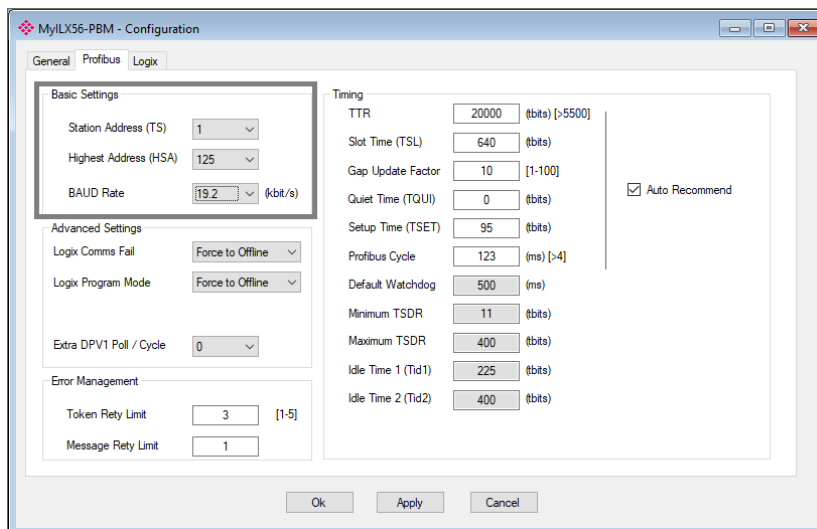 MyILX56-PBM - Configuration
General Profibus Logix
Basic Settings
Station Address (TS) 1
Highest Address (HSA) 125
BAUD Rate 19.2 (kbit/s)
Advanced Settings
Logix Comms Fail Force to Offline
Logix Program Mode Force to Offline
Extra DPV1 Poll / Cycle 0
Error Management
Token Rety Limit 3 [1-5]
Message Rety Limit 1
Timing
TTR 20000 (tbits) [>5500]
Slot Time (TSL) 640 (tbits)
Gap Update Factor 10 [1-100]
Quiet Time (TQUI) 0 (tbits)
Setup Time (TSET) 95 (tbits)
Profibus Cycle 123 (ms) [>4]
Default Watchdog 500 (ms)
Minimum TSDR 11 (tbits)
Maximum TSDR 400 (tbits)
Idle Time 1 (Tid1) 225 (tbits)
Idle Time 2 (Tid2) 400 (tbits)
Auto Recommend
Ok Apply Cancel